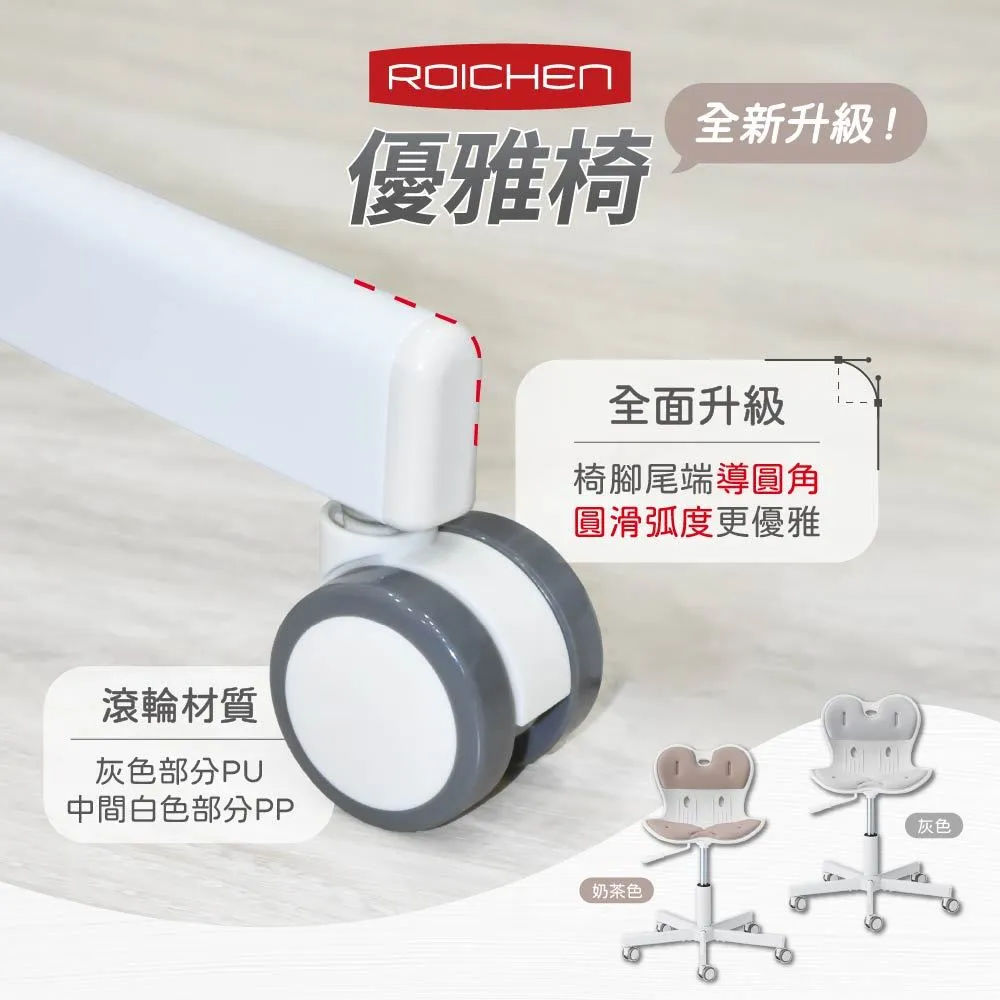 ROICHEN
優雅椅
全新升級!
全面升級
椅腳尾端導圓角
圓滑弧度更優雅
滾輪材質
灰色部分PU
中間白色部分PP
灰色
奶茶色